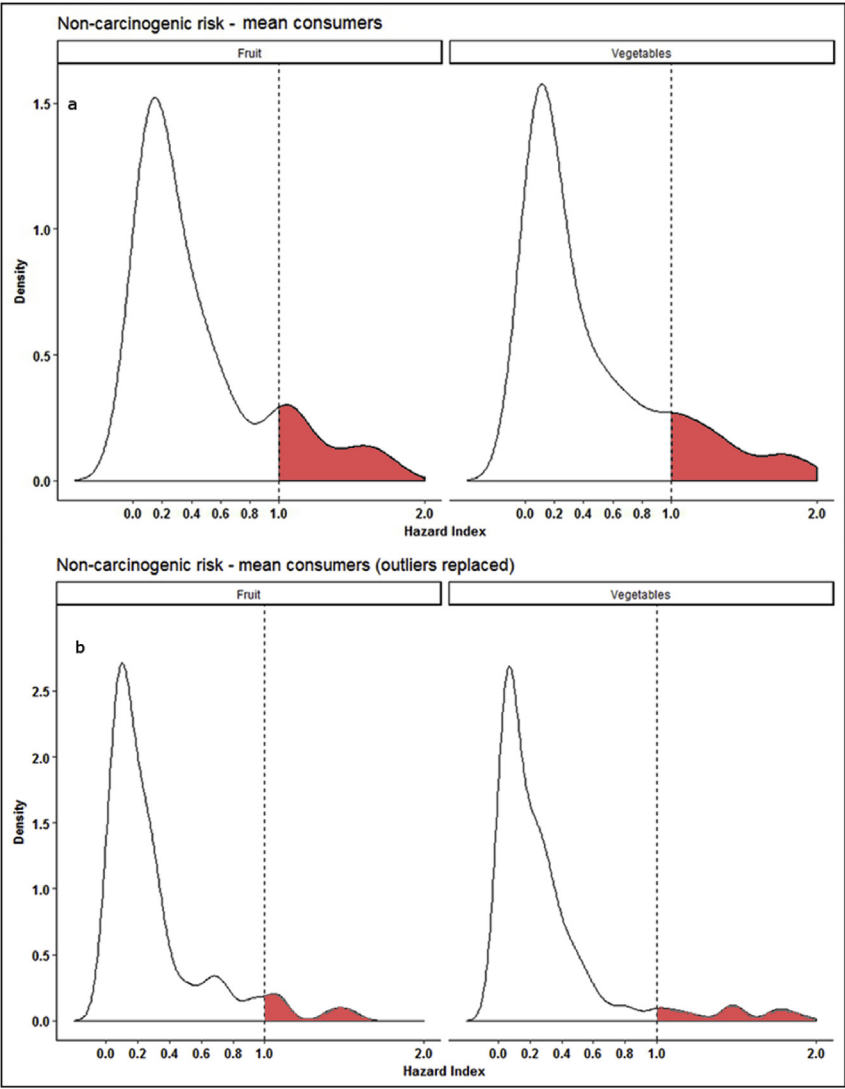 Non-carcinogenic risk - mean consumers
Fruit Vegetables
a
1.5
1.0
0.5
0.0
Density
0.0 0.2 0.4 0.6 0.8 1.0 2.0 0.0 0.2 0.4 0.6 0.8 1.0 2.0
Hazard Index
Non-carcinogenic risk - mean consumers (outliers replaced)
Fruit Vegetables
b
2.5
2.0
1.5
1.0
0.5
0.0
Density
0.0 0.2 0.4 0.6 0.8 1.0 2.0 0.0 0.2 0.4 0.6 0.8 1.0 2.0
Hazard Index